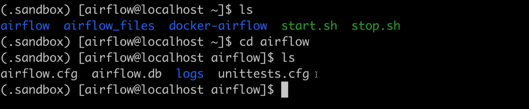 (.sandbox) [airflow@localhost ~]$ ls
airflow airflow_files docker-airflow start.sh stop.sh
(.sandbox) [airflow@localhost ~]$ cd airflow
(.sandbox) [airflow@localhost airflow]$ ls
airflow.cfg airflow.db logs unittests.cfg
(.sandbox) [airflow@localhost airflow]$